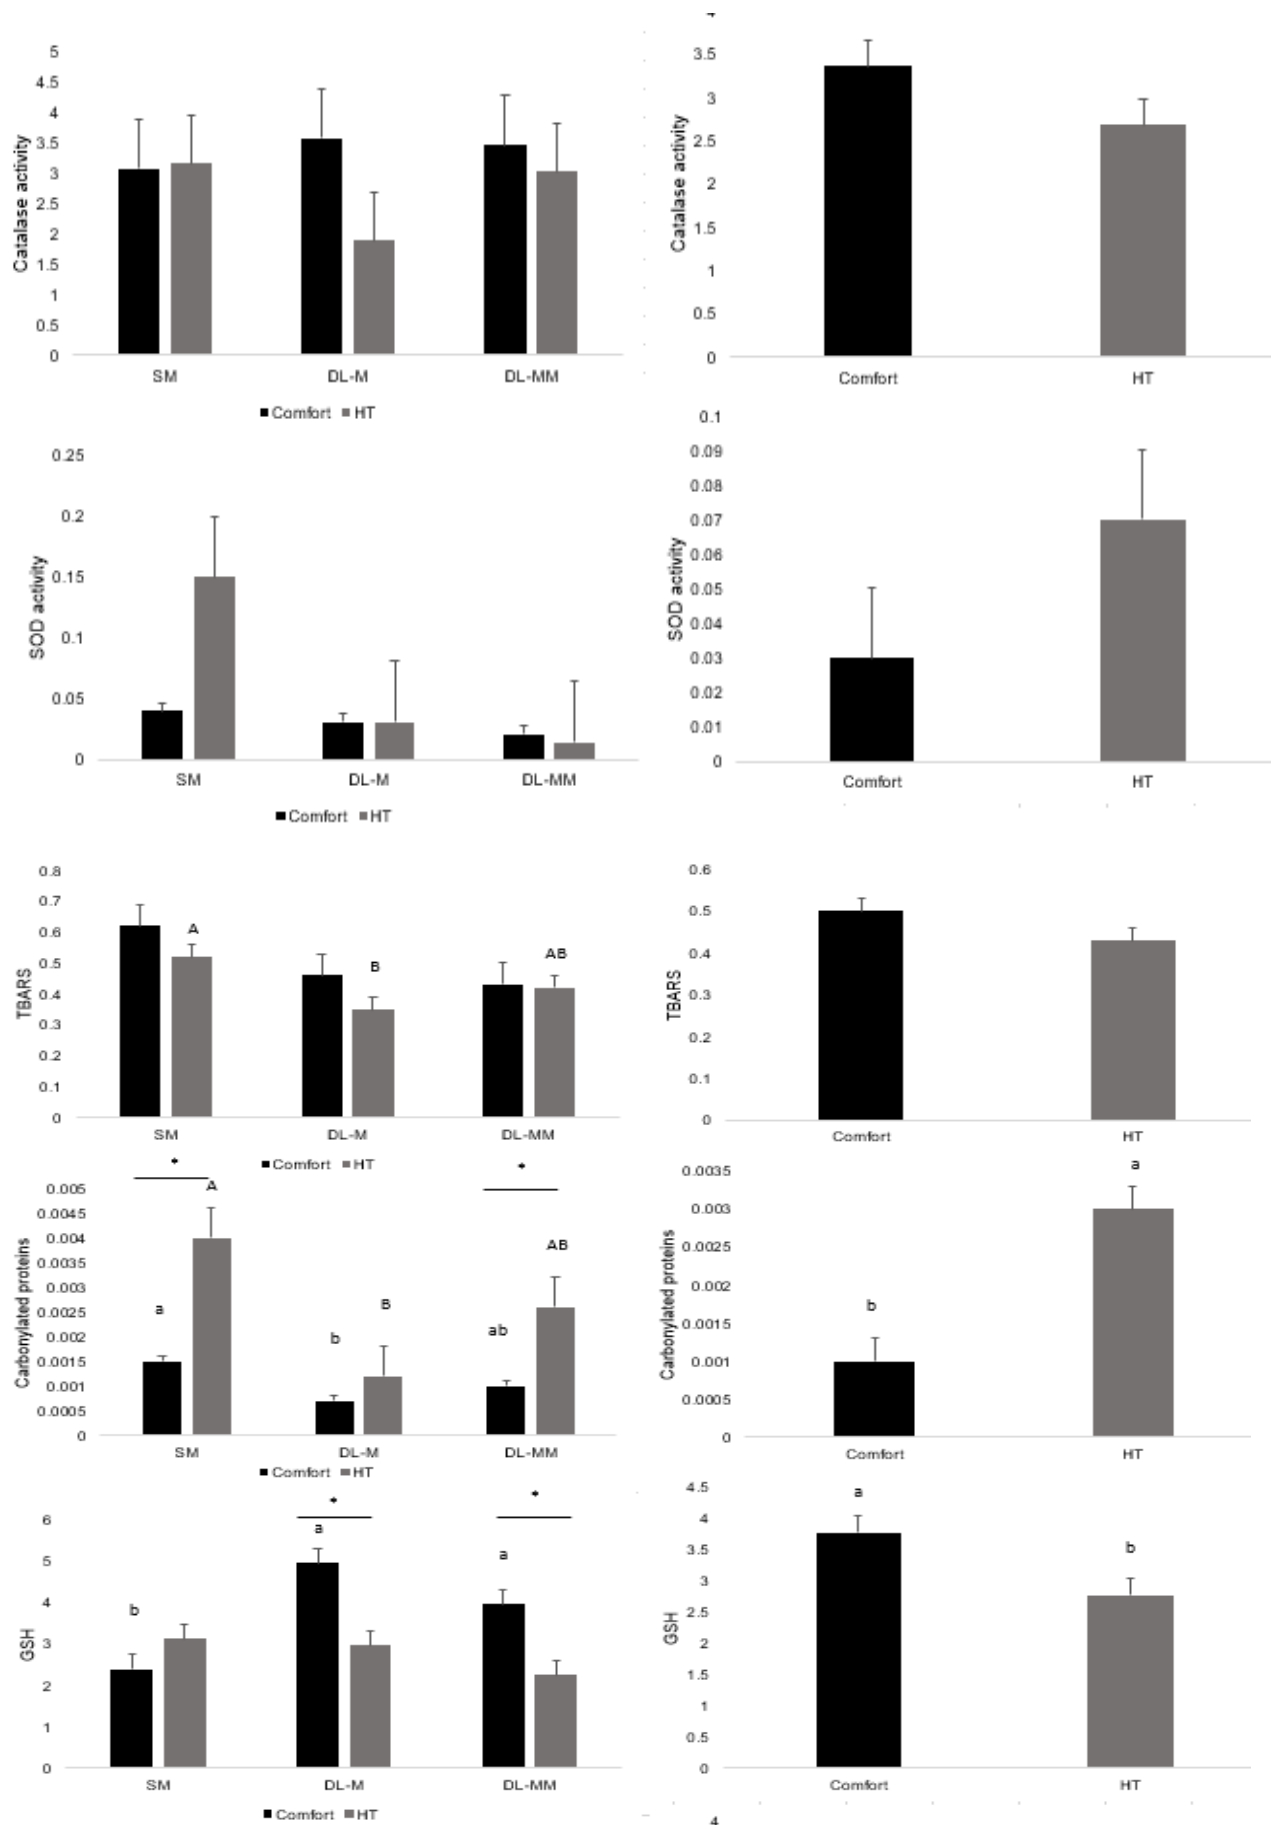 5
4.5
4
3.5
3
2.5
2
1.5
1
0.5
0
Catalase activity
SM
DL-M
DL-MM
Comfort HT
4
3.5
3
2.5
2
1.5
1
0.5
0
Catalase activity
Comfort
HT
0.25
0.2
0.15
0.1
0.05
0
SOD activity
SM
DL-M
DL-MM
Comfort HT
0.1
0.09
0.08
0.07
0.06
0.05
0.04
0.03
0.02
0.01
0
SOD activity
Comfort
HT
0.8
0.7
0.6
0.5
0.4
0.3
0.2
0.1
0
TBARS
A
B
AB
SM
DL-M
DL-MM
Comfort HT
0.6
0.5
0.4
0.3
0.2
0.1
0
TBARS
Comfort
HT
0.005
0.0045
0.004
0.0035
0.003
0.0025
0.002
0.0015
0.001
0.0005
0
Carbonylated proteins
*
a
A
b
B
*
ab
AB
SM
DL-M
DL-MM
Comfort HT
0.0035
0.003
0.0025
0.002
0.0015
0.001
0.0005
0
Carbonylated proteins
b
a
Comfort
HT
6
5
4
3
2
1
0
GSH
b
*
a
*
a
SM
DL-M
DL-MM
Comfort HT
4.5
4
3.5
3
2.5
2
1.5
1
0.5
0
GSH
a
b
Comfort
HT
4